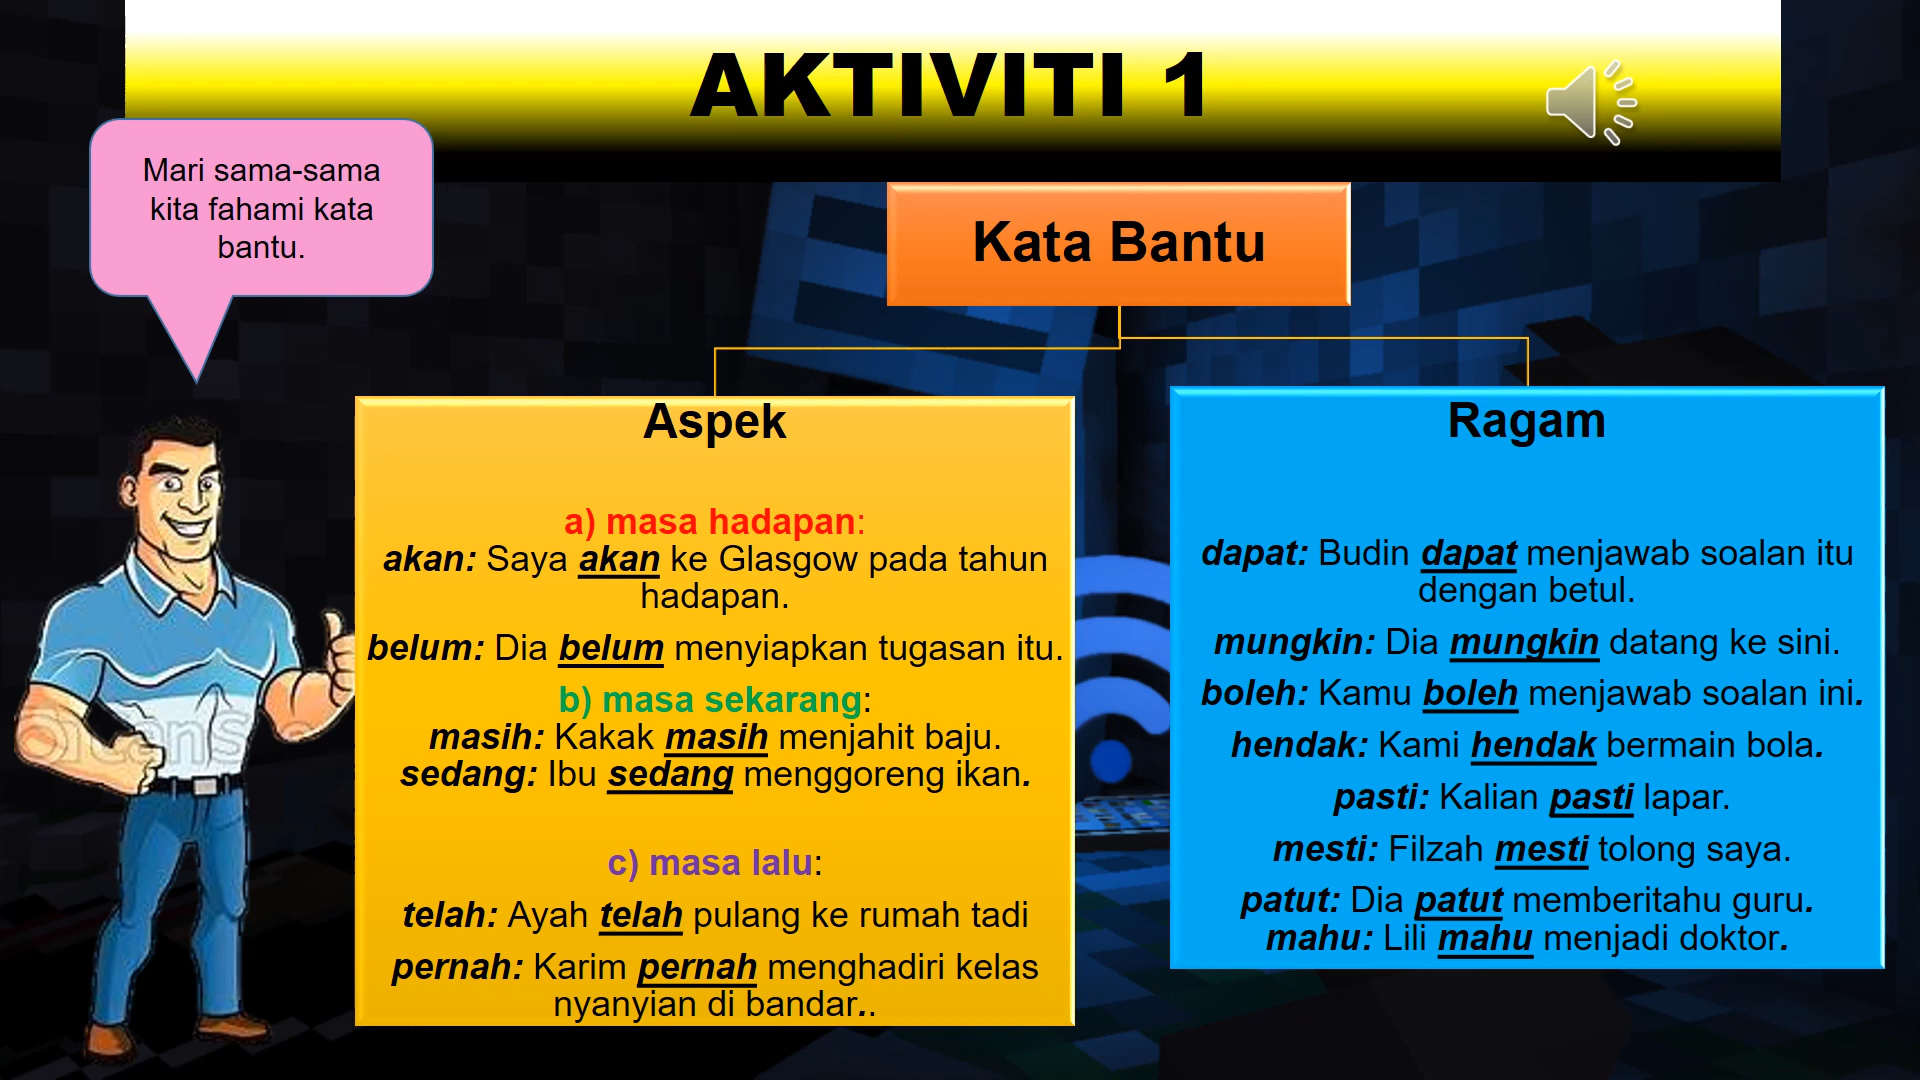 AKTIVITI 1
Mari sama-sama
kita fahami kata
bantu.
Kata Bantu
Aspek
a) masa hadapan:
akan: Saya akan ke Glasgow pada tahun
hadapan.
belum: Dia belum menyiapkan tugasan itu.
b) masa sekarang:
masih: Kakak masih menjahit baju.
sedang: Ibu sedang menggoreng ikan.
c) masa lalu:
telah: Ayah telah pulang ke rumah tadi
pernah: Karim pernah menghadiri kelas
nyanyian di bandar..
Ragam
dapat: Budin dapat menjawab soalan itu
dengan betul.
mungkin: Dia mungkin datang ke sini.
boleh: Kamu boleh menjawab soalan ini.
hendak: Kami hendak bermain bola.
pasti: Kalian pasti lapar.
mesti: Filzah mesti tolong saya.
patut: Dia patut memberitahu guru.
mahu: Lili mahu menjadi doktor.